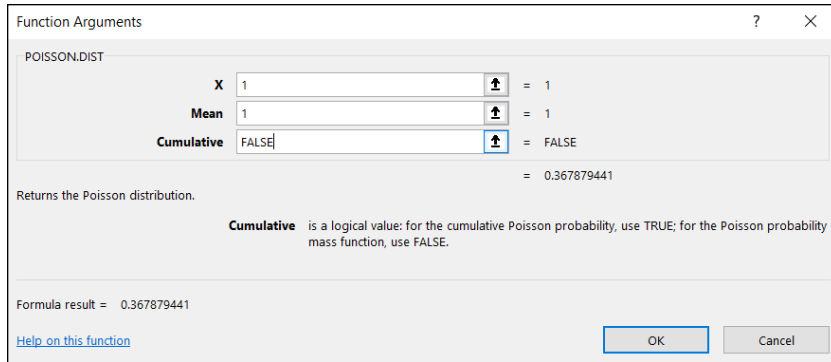 Function Arguments ? ×
POISSON.DIST
X 1 = 1
Mean 1 = 1
Cumulative FALSE = FALSE
= 0.367879441
Returns the Poisson distribution.
Cumulative is a logical value: for the cumulative Poisson probability, use TRUE; for the Poisson probability
mass function, use FALSE.
Formula result = 0.367879441
Help on this function OK Cancel